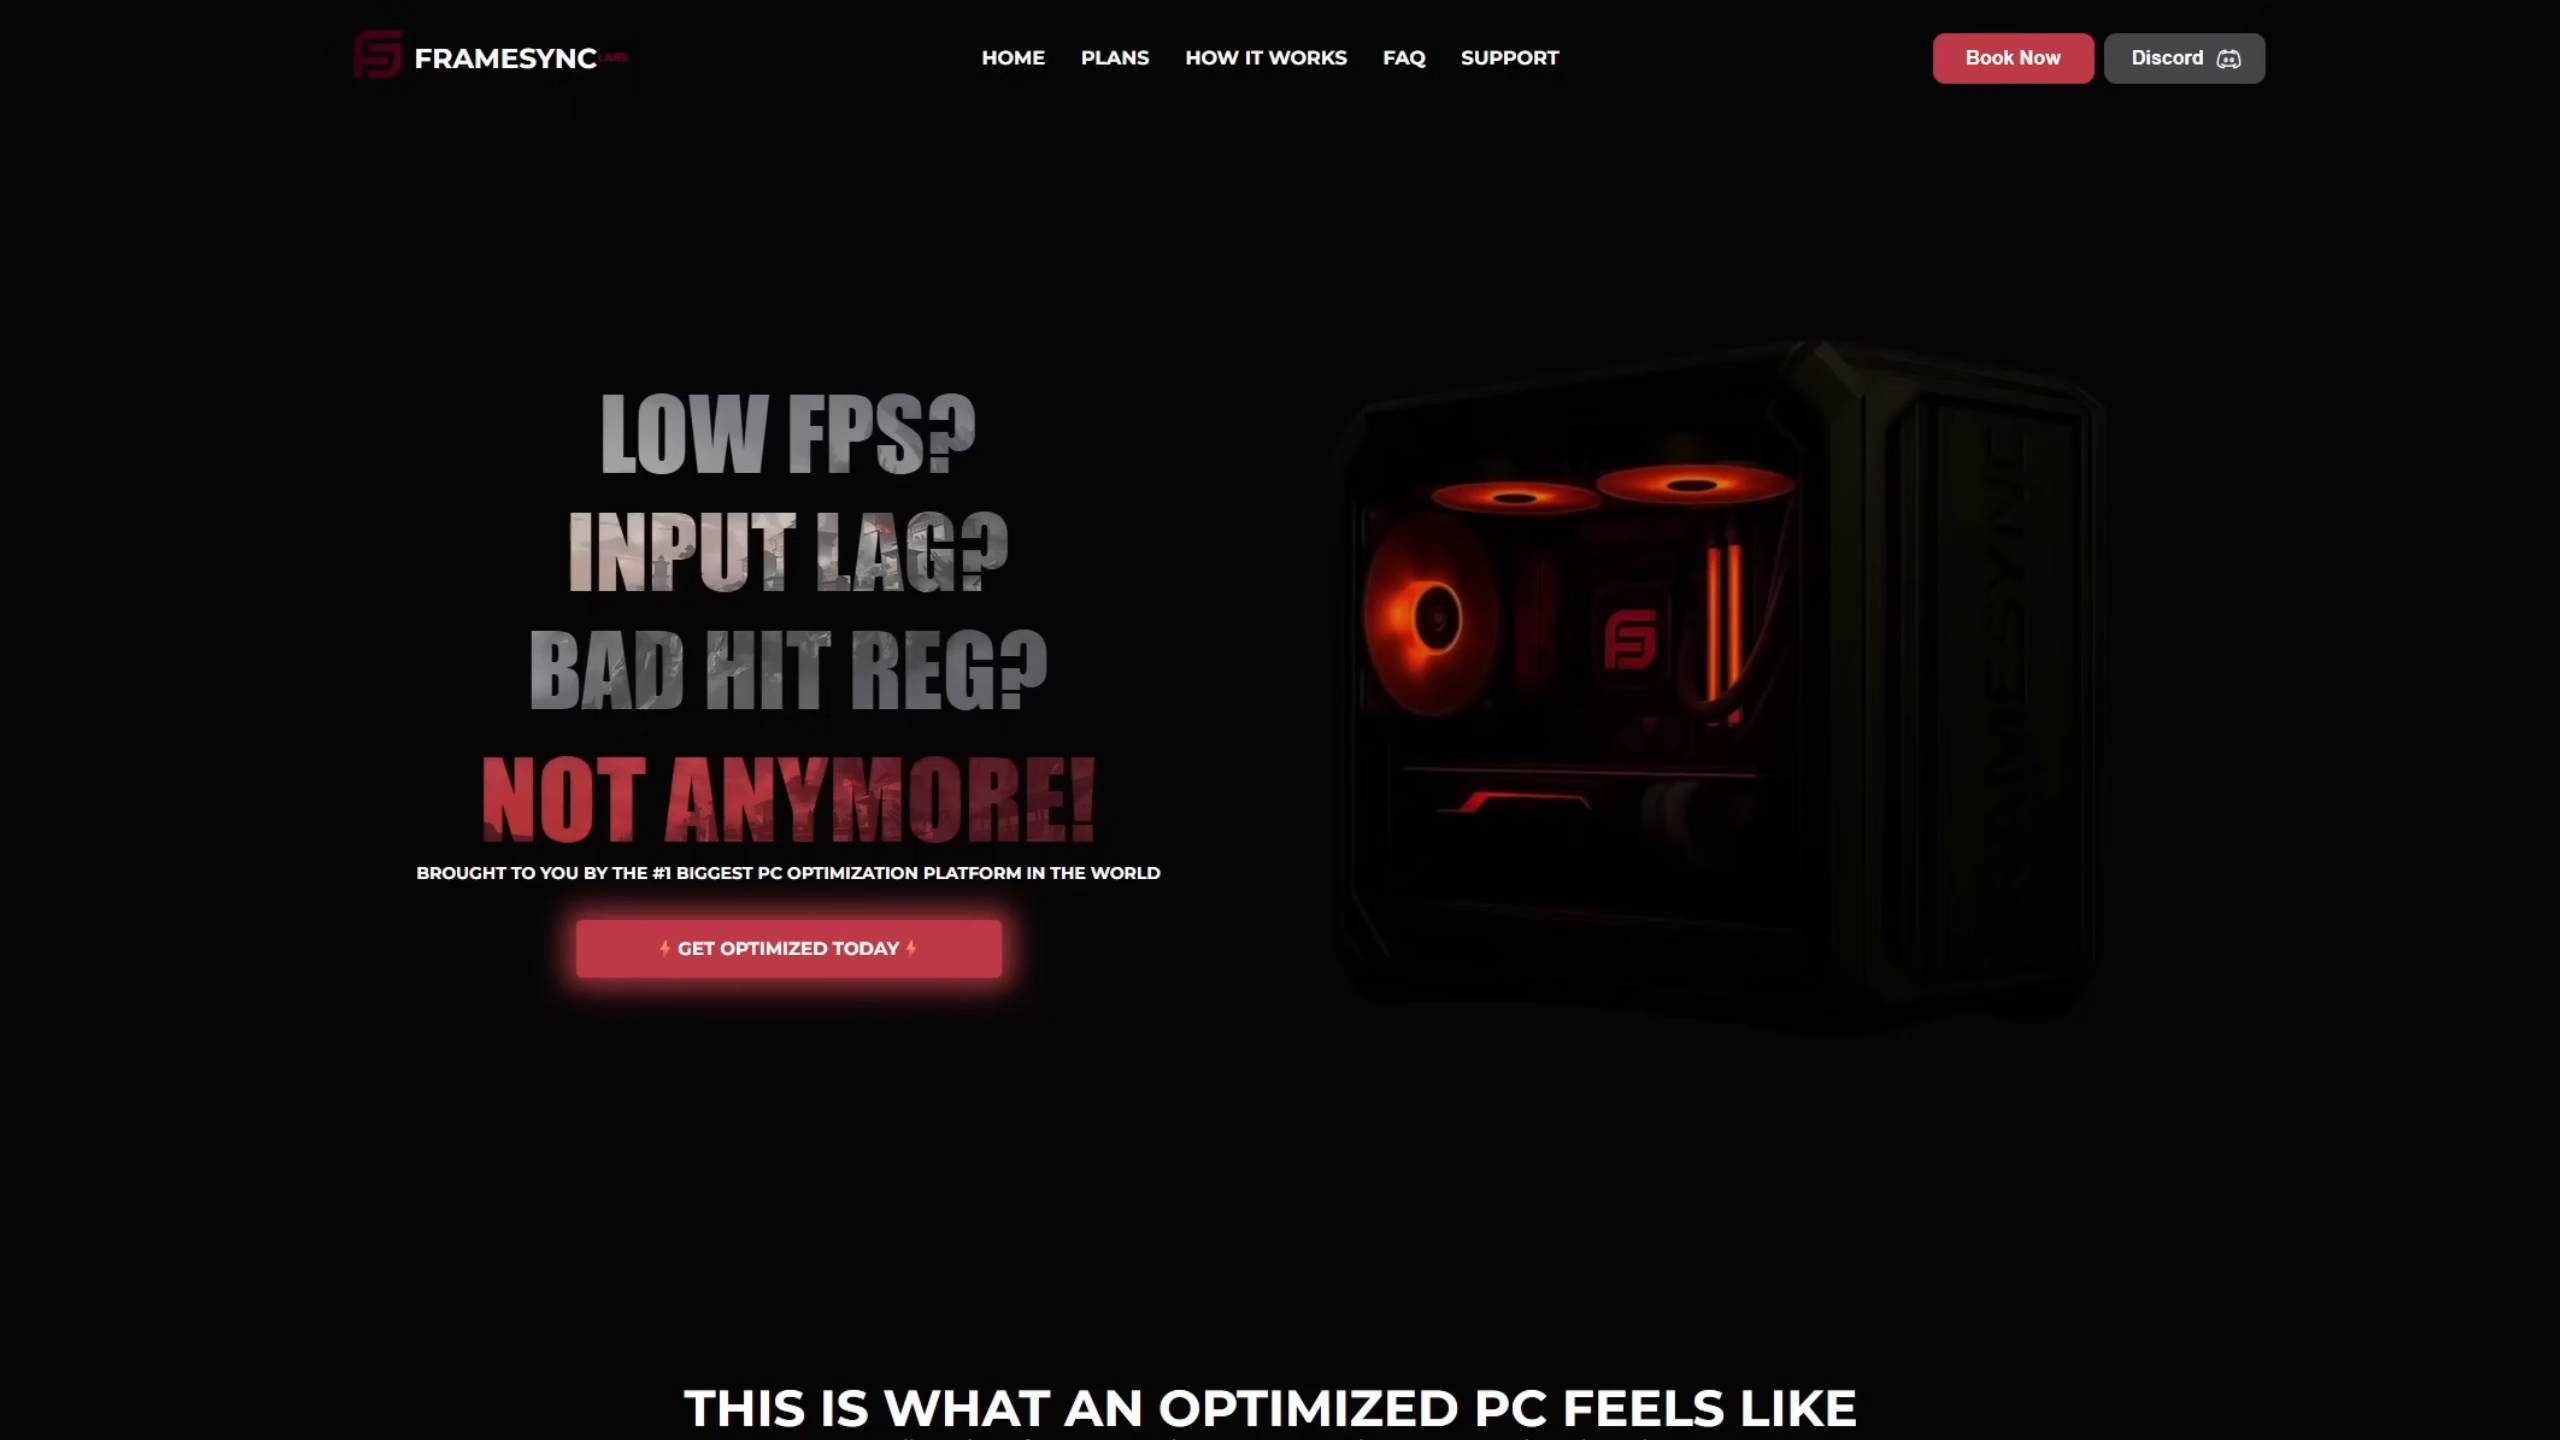 FRAMESYNC LABS
HOME PLANS HOW IT WORKS FAQ SUPPORT
Book Now Discord
LOW FPS?
INPUT LAG?
BAD HIT REG?
NOT ANYMORE!
BROUGHT TO YOU BY THE #1 BIGGEST PC OPTIMIZATION PLATFORM IN THE WORLD
⚡ GET OPTIMIZED TODAY ⚡
FRAMESYNC
THIS IS WHAT AN OPTIMIZED PC FEELS LIKE